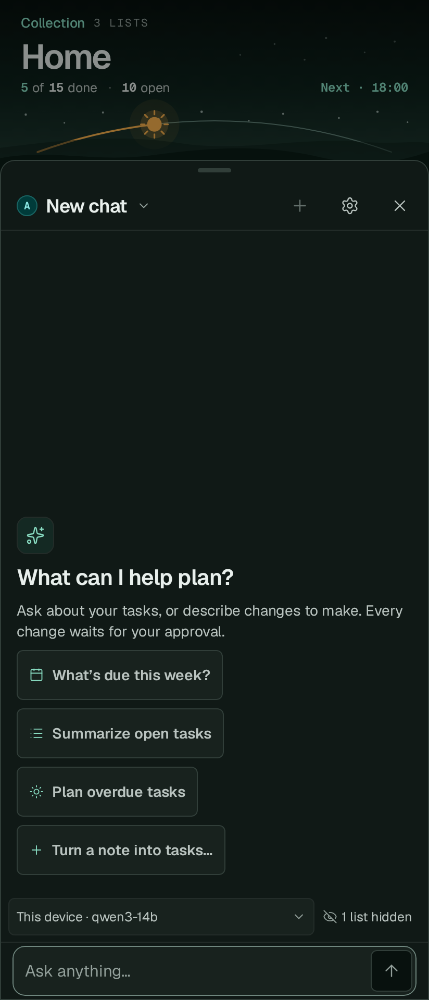 Collection 3 LISTS
Home
5 of 15 done · 10 open Next · 18:00
A New chat
What can I help plan?
Ask about your tasks, or describe changes to make. Every
change waits for your approval.
What's due this week?
Summarize open tasks
Plan overdue tasks
Turn a note into tasks…
This device · qwen3-14b 1 list hidden
Ask anything…